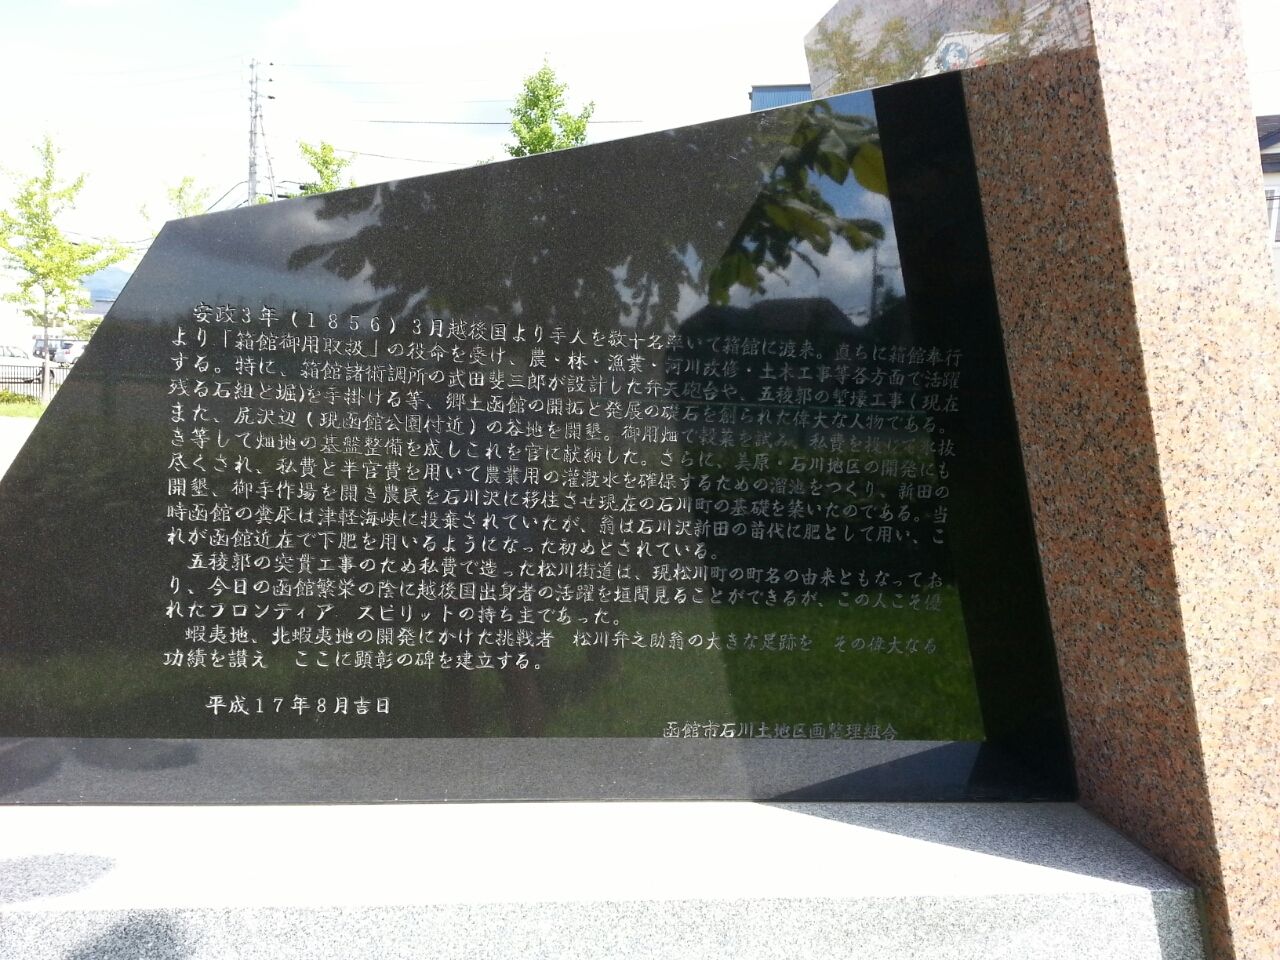 安政3年(1856)3月越後国より手人を数十名率いて箱館に渡来。直ちに箱館奉行
より「箱館御用取扱」の役命を受け、農・林・漁業・河川改修・土木工事等各方面で活躍
する。特に、箱館諸術調所の武田斐三郎が設計した弁天砲台や、五稜郭の塹壕工事(現在
残る石組と堀)を手掛ける等、郷土函館の開拓と発展の礎石を創られた偉大な人物である。
また、尻沢辺(現函館公園付近)の谷地を開墾。御用畑で穀菜を試み、私費を投じて水抜
き等して畑地の基盤整備を成しこれを官に献納した。さらに、美原・石川地区の開発にも
尽くされ、私費と半官費を用いて農業用の灌漑水を確保するための溜池をつくり、新田の
開墾、御手作場を開き農民を石川沢に移住させ現在の石川町の基礎を築いたのである。当
時函館の糞尿は津軽海峡に投棄されていたが、翁は石川沢新田の苗代に肥として用い、こ
れが函館近在で下肥を用いるようになった初めとされている。
五稜郭の突貫工事のため私費で造った松川街道は、現松川町の町名の由来ともなってお
り、今日の函館繁栄の陰に越後国出身者の活躍を垣間見ることができるが、この人こそ優
れたフロンティア スピリットの持ち主であった。
蝦夷地、北蝦夷地の開発にかけた挑戦者 松川弁之助翁の大きな足跡を その偉大なる
功績を讃え ここに顕彰の碑を建立する。
平成17年8月吉日
函館市石川土地区画整理組合